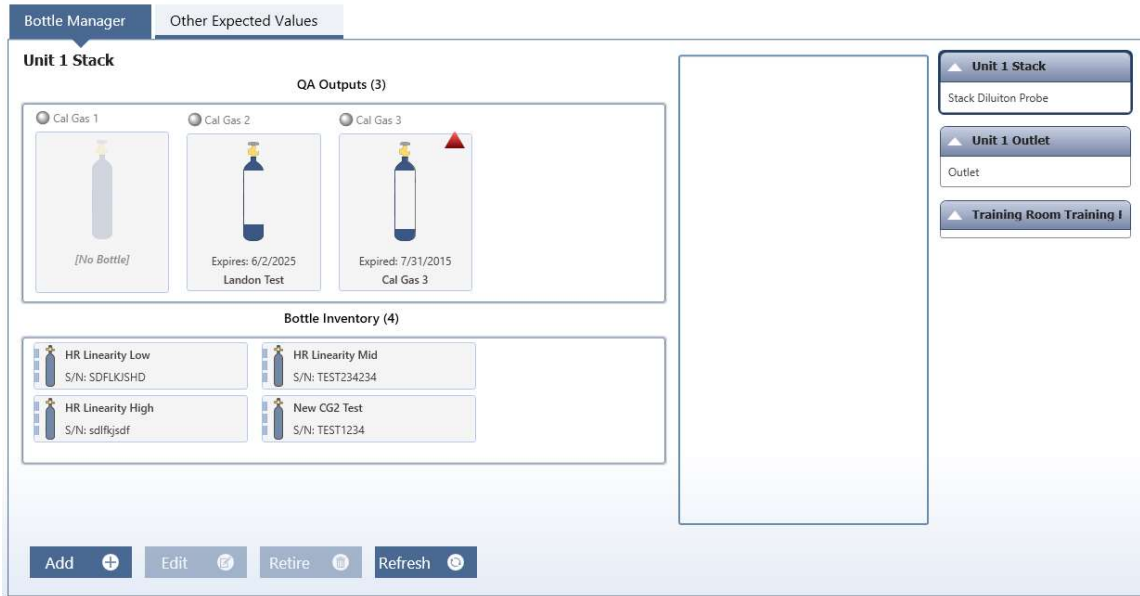 Bottle Manager
Other Expected Values
Unit 1 Stack
QA Outputs (3)
Cal Gas 1
Cal Gas 2
Cal Gas 3
[No Bottle]
Expires: 6/2/2025
Landon Test
Expired: 7/31/2015
Cal Gas 3
Bottle Inventory (4)
HR Linearity Low
S/N: SDFLKJSHD
HR Linearity Mid
S/N: TEST234234
HR Linearity High
S/N: sdlfkjsdf
New CG2 Test
S/N: TEST1234
Add
Edit
Retire
Refresh
Unit 1 Stack
Stack Diluiton Probe
Unit 1 Outlet
Outlet
Training Room Training